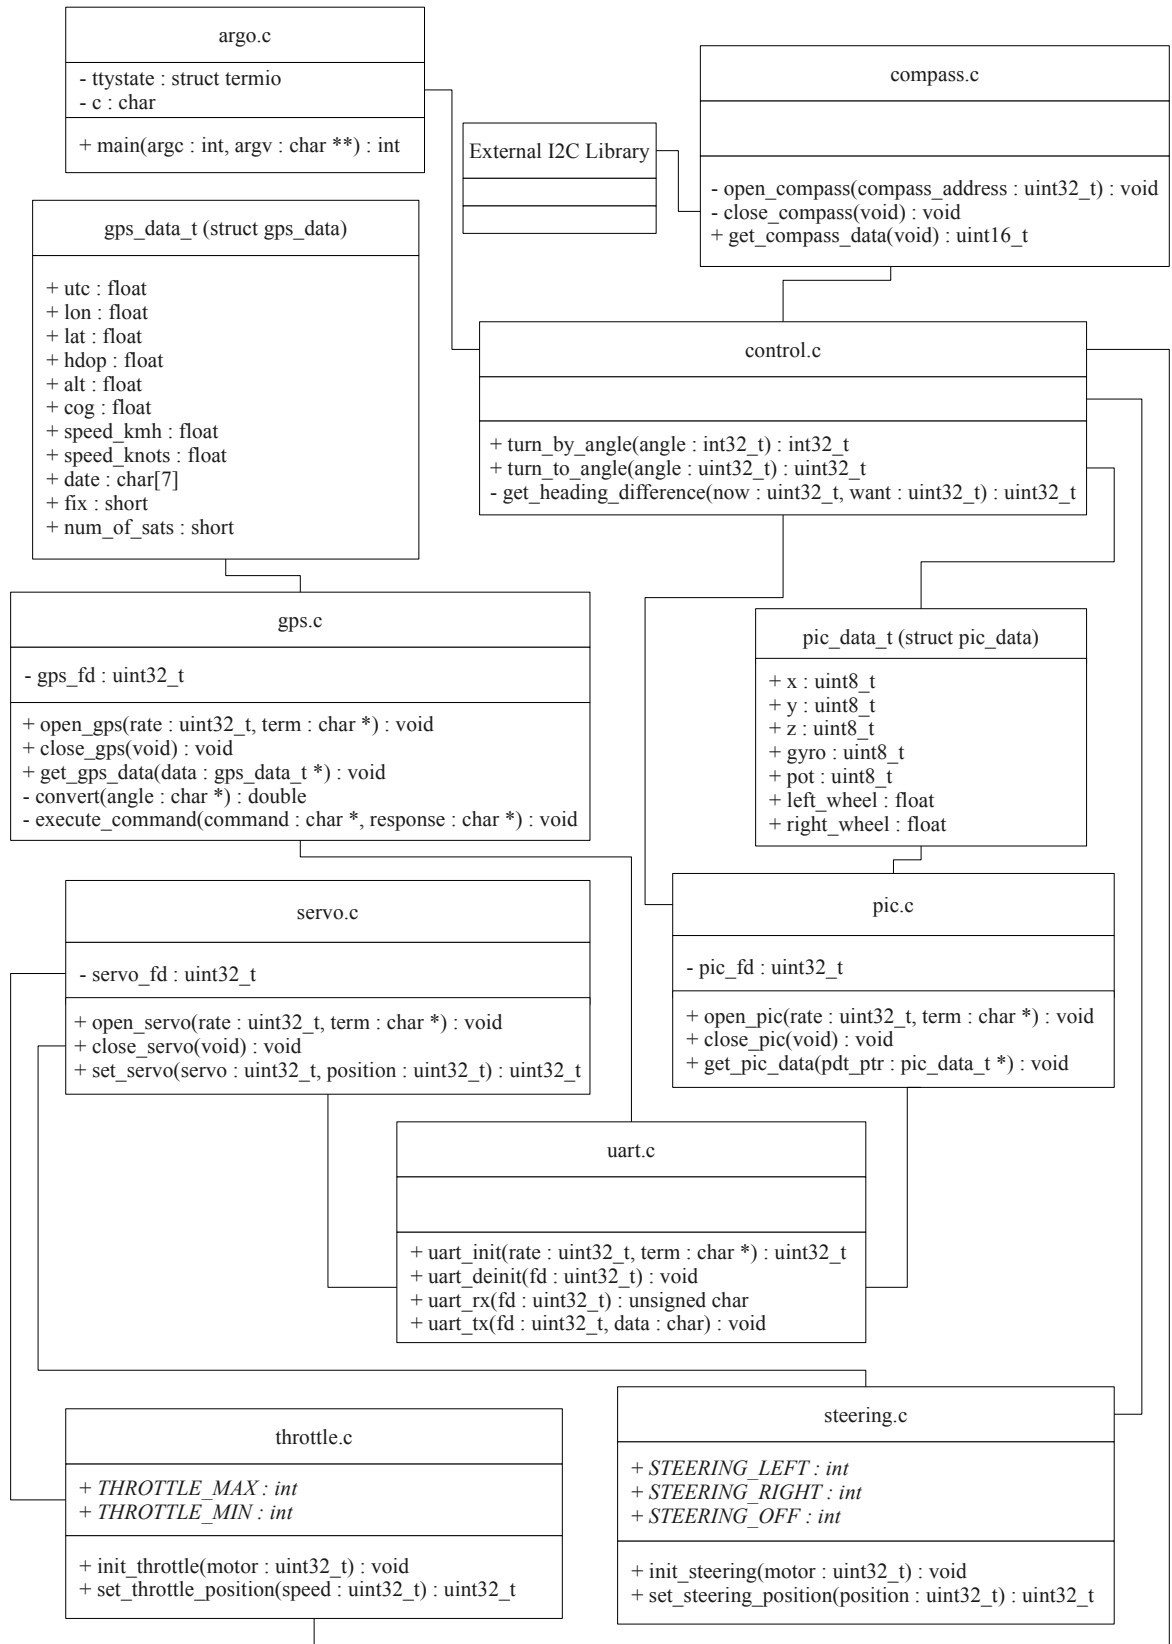 argo.c
- ttystate : struct termio
- c : char
+ main(argc : int, argv : char **) : int
compass.c
- open_compass(compass_address : uint32_t) : void
- close_compass(void) : void
+ get_compass_data(void) : uint16_t
External I2C Library
gps_data_t (struct gps_data)
+ utc : float
+ lon : float
+ lat : float
+ hdop : float
+ alt : float
+ cog : float
+ speed_kmh : float
+ speed_knots : float
+ date : char[7]
+ fix : short
+ num_of_sats : short
control.c
+ turn_by_angle(angle : int32_t) : int32_t
+ turn_to_angle(angle : uint32_t) : uint32_t
- get_heading_difference(now : uint32_t, want : uint32_t) : uint32_t
gps.c
- gps_fd : uint32_t
+ open_gps(rate : uint32_t, term : char *) : void
+ close_gps(void) : void
+ get_gps_data(data : gps_data_t *) : void
- convert(angle : char *) : double
- execute_command(command : char *, response : char *) : void
pic_data_t (struct pic_data)
+ x : uint8_t
+ y : uint8_t
+ z : uint8_t
+ gyro : uint8_t
+ pot : uint8_t
+ left_wheel : float
+ right_wheel : float
servo.c
- servo_fd : uint32_t
+ open_servo(rate : uint32_t, term : char *) : void
+ close_servo(void) : void
+ set_servo(servo : uint32_t, position : uint32_t) : uint32_t
pic.c
- pic_fd : uint32_t
+ open_pic(rate : uint32_t, term : char *) : void
+ close_pic(void) : void
+ get_pic_data(pdt_ptr : pic_data_t *) : void
uart.c
+ uart_init(rate : uint32_t, term : char *) : uint32_t
+ uart_deinit(fd : uint32_t) : void
+ uart_rx(fd : uint32_t) : unsigned char
+ uart_tx(fd : uint32_t, data : char) : void
throttle.c
+ THROTTLE_MAX : int
+ THROTTLE_MIN : int
+ init_throttle(motor : uint32_t) : void
+ set_throttle_position(speed : uint32_t) : uint32_t
steering.c
+ STEERING_LEFT : int
+ STEERING_RIGHT : int
+ STEERING_OFF : int
+ init_steering(motor : uint32_t) : void
+ set_steering_position(position : uint32_t) : uint32_t